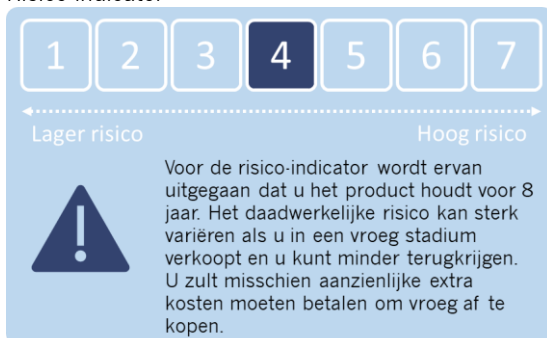 1 2 3 4 5 6 7
Lager risico Hoog risico
Voor de risico-indicator wordt ervan
uitgegaan dat u het product houdt voor 8
jaar. Het daadwerkelijke risico kan sterk
variëren als u in een vroeg stadium
verkoopt en u kunt minder terugkrijgen.
U zult misschien aanzienlijke extra
kosten moeten betalen om vroeg af te
kopen.